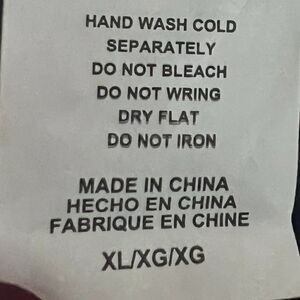 HAND WASH COLD
SEPARATELY
DO NOT BLEACH
DO NOT WRING
DRY FLAT
DO NOT IRON
MADE IN CHINA
HECHO EN CHINA
FABRIQUE EN CHINE
XL/XG/XG